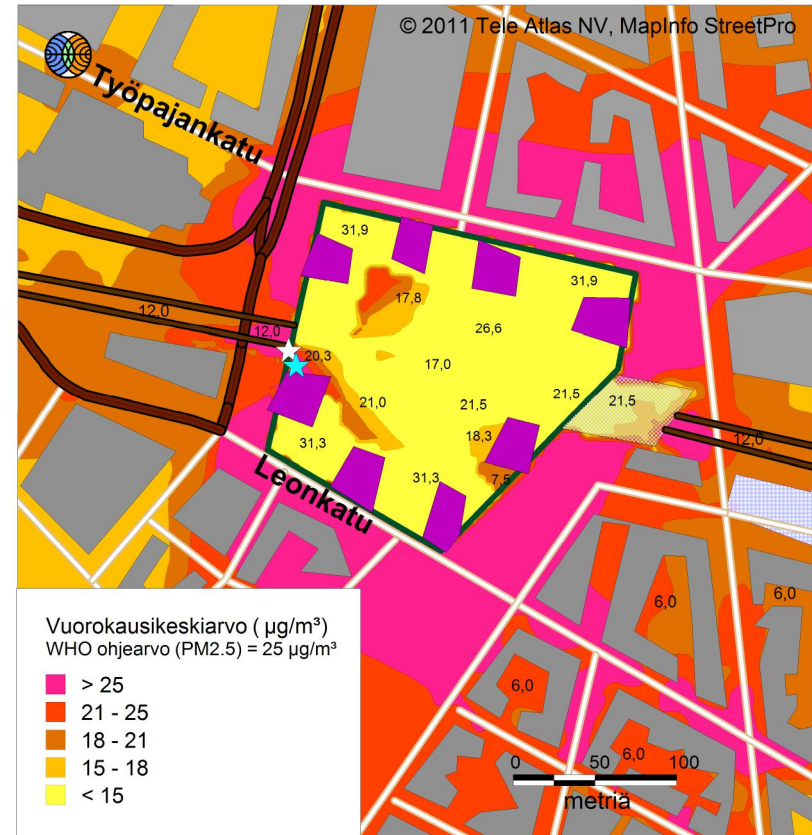 © 2011 Tele Atlas NV, MapInfo StreetPro
Työpajankatu
31,9
31,9
17,8
12,0
26,6
12,0
20,3
17,0
21,0
21,5
21,5
21,5
18,3
12,0
31,3
31,3
7,5
Leonkatu
6,0
6,0
6,0
6,0
Vuorokausikeskiarvo ( µg/m³)
WHO ohjearvo (PM2.5) = 25 µg/m³
> 25
21 - 25
18 - 21
15 - 18
< 15
0 50 100
metriä